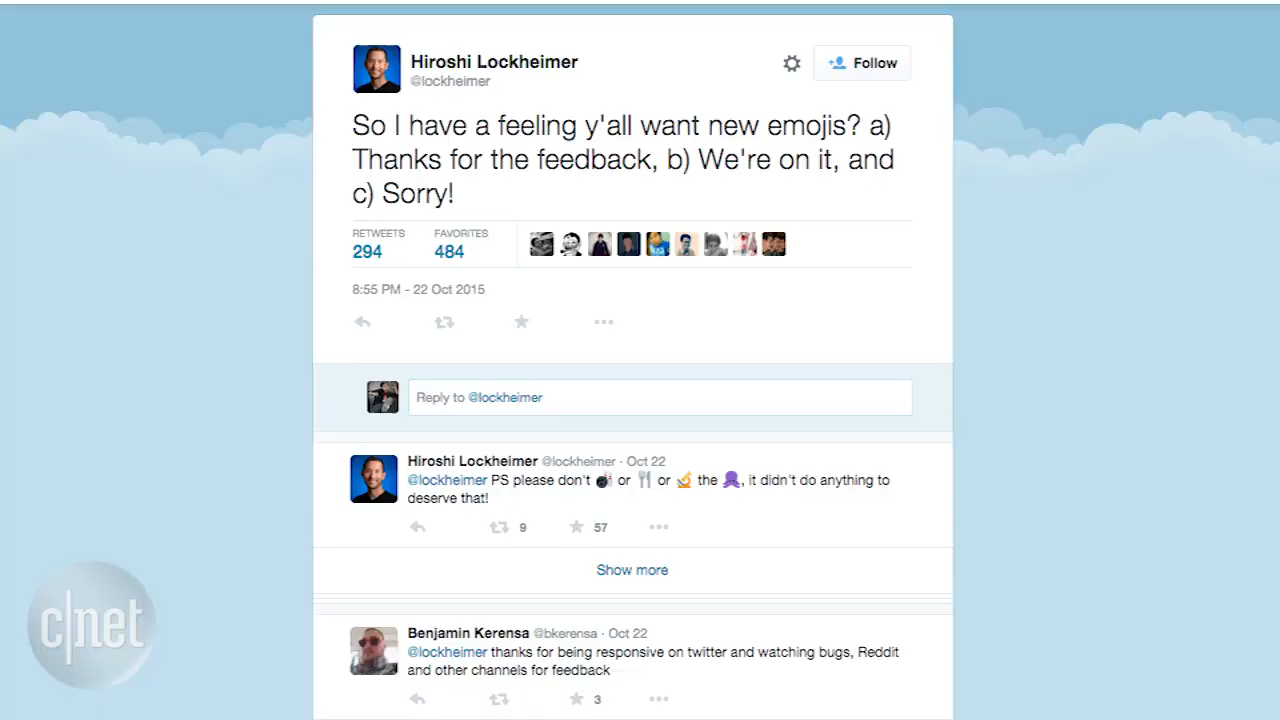 Hiroshi Lockheimer
@lockheimer
Follow
So I have a feeling y'all want new emojis? a)
Thanks for the feedback, b) We're on it, and
c) Sorry!
RETWEETS
294
FAVORITES
484
8:55 PM - 22 Oct 2015
Reply to @lockheimer
Hiroshi Lockheimer @lockheimer · Oct 22
@lockheimer PS please don't 🎳 or 🍴 or 💅 the 🐙, it didn't do anything to
deserve that!
9
57
Show more
Benjamin Kerensa @bkerensa · Oct 22
@lockheimer thanks for being responsive on twitter and watching bugs, Reddit
and other channels for feedback
3
c|net